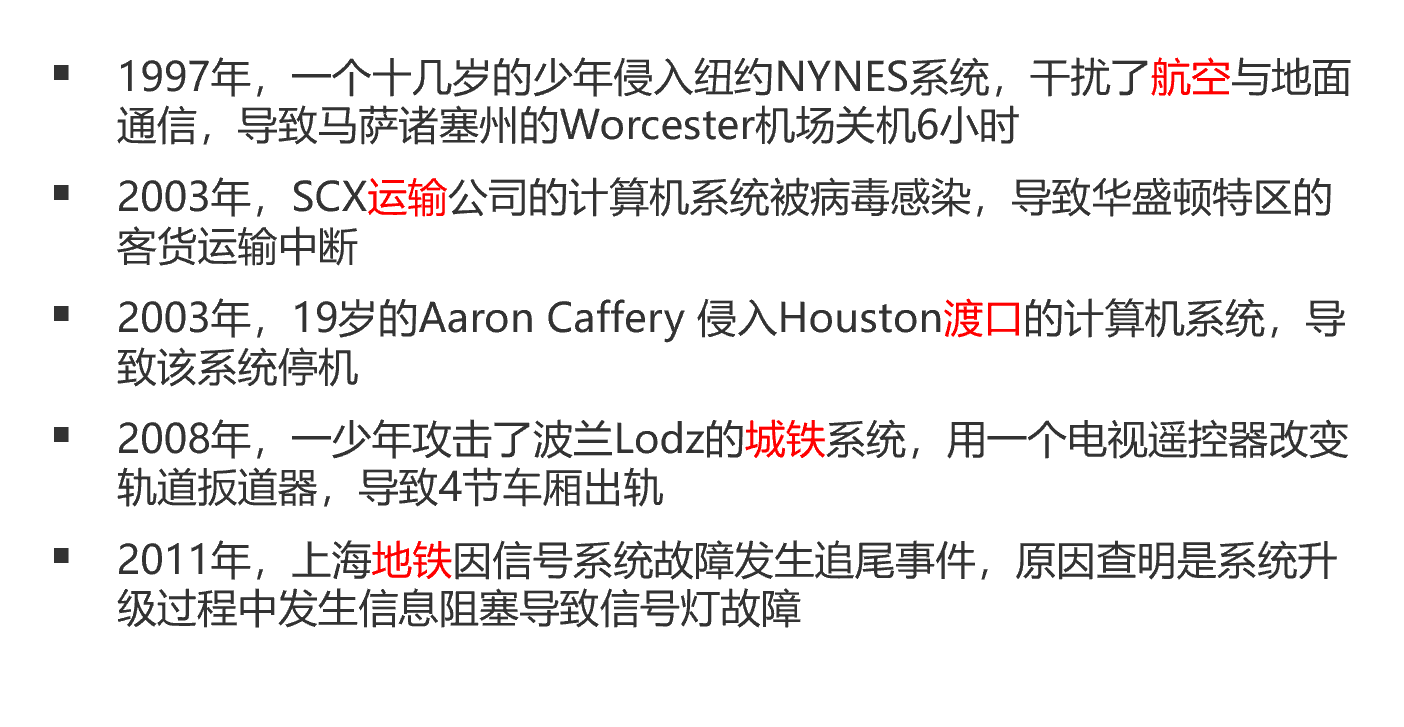 ▪ 1997年，一个十几岁的少年侵入纽约NYNES系统，干扰了航空与地面
通信，导致马萨诸塞州的Worcester机场关机6小时
▪ 2003年，SCX运输公司的计算机系统被病毒感染，导致华盛顿特区的
客货运输中断
▪ 2003年，19岁的Aaron Caffery 侵入Houston渡口的计算机系统，导
致该系统停机
▪ 2008年，一少年攻击了波兰Lodz的城铁系统，用一个电视遥控器改变
轨道扳道器，导致4节车厢出轨
▪ 2011年，上海地铁因信号系统故障发生追尾事件，原因查明是系统升
级过程中发生信息阻塞导致信号灯故障